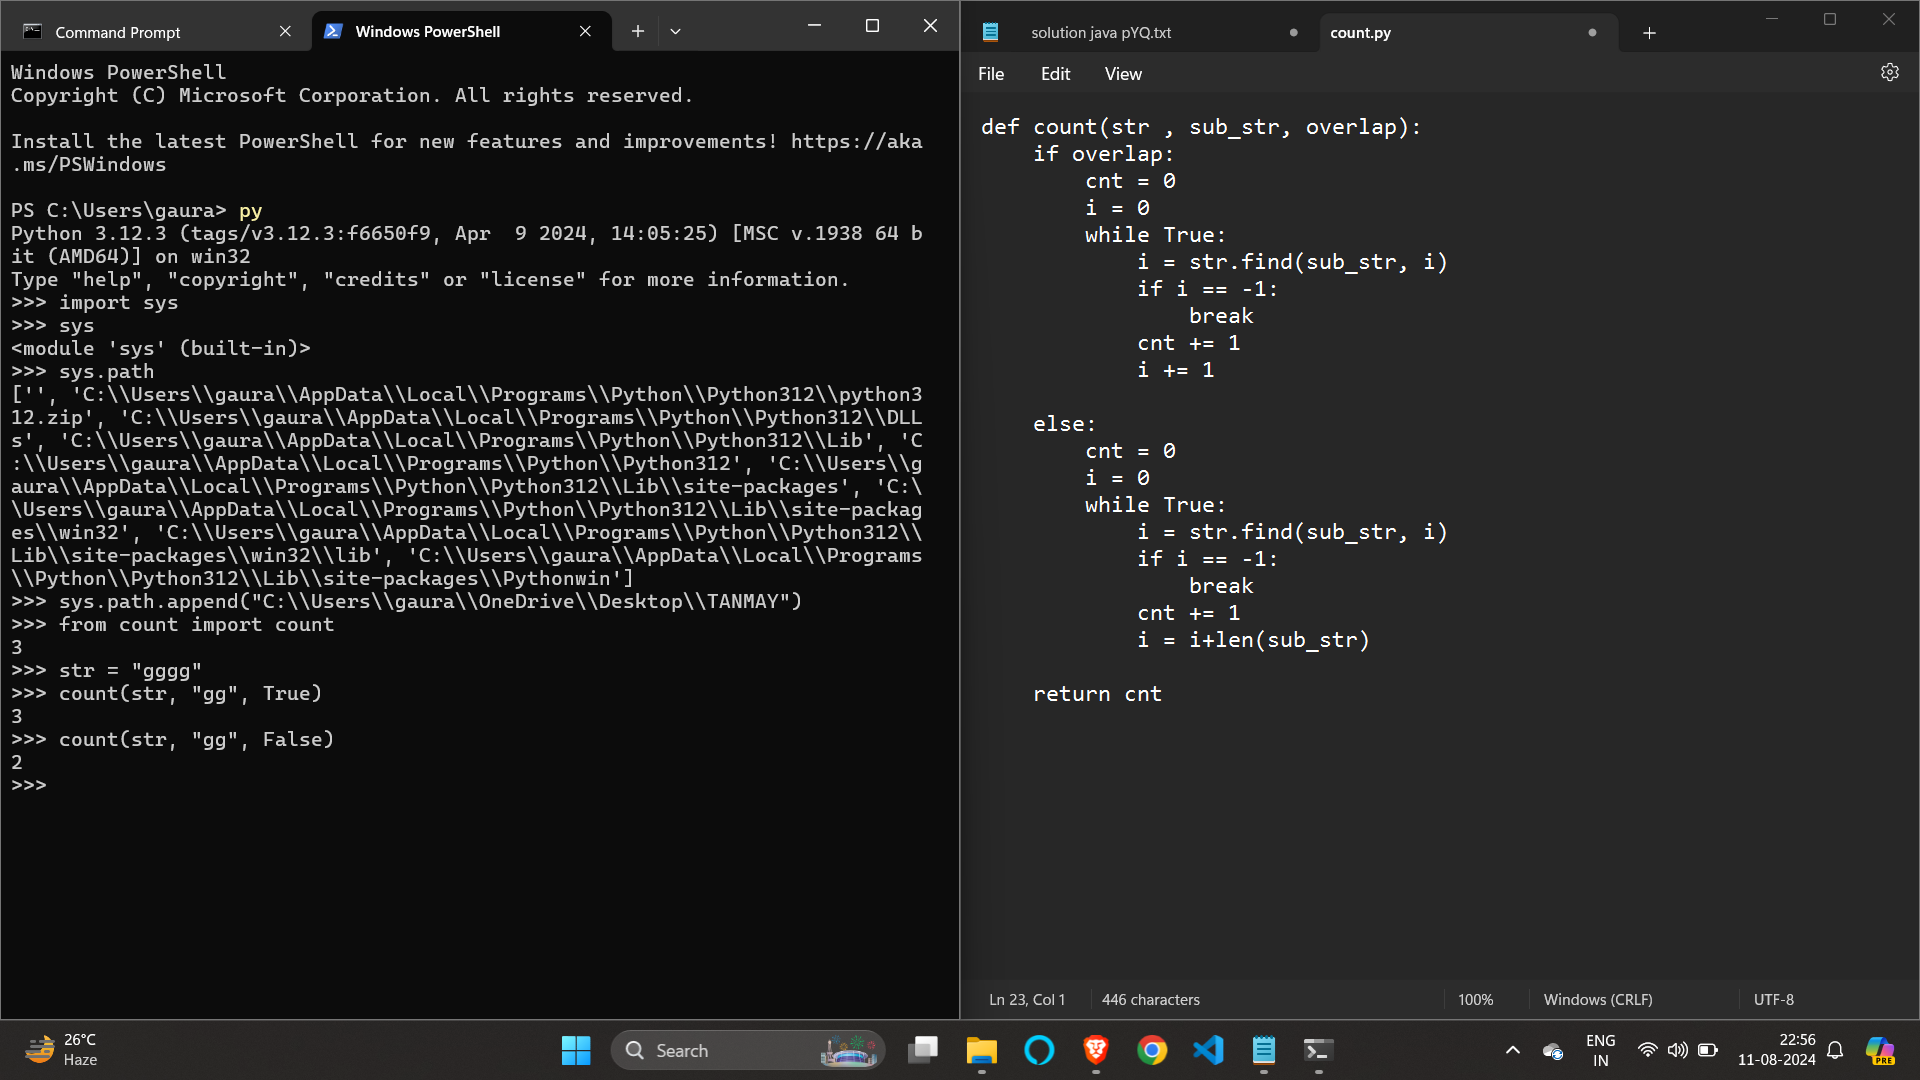 Command Prompt
Windows PowerShell
Windows PowerShell
Copyright (C) Microsoft Corporation. All rights reserved.
Install the latest PowerShell for new features and improvements! https://aka
.ms/PSWindows
PS C:\Users\gaura> py
Python 3.12.3 (tags/v3.12.3:f6650f9, Apr  9 2024, 14:05:25) [MSC v.1938 64 b
it (AMD64)] on win32
Type "help", "copyright", "credits" or "license" for more information.
>>> import sys
>>> sys
<module 'sys' (built-in)>
>>> sys.path
['', 'C:\\Users\\gaura\\AppData\\Local\\Programs\\Python\\Python312\\python3
12.zip', 'C:\\Users\\gaura\\AppData\\Local\\Programs\\Python\\Python312\\DLL
s', 'C:\\Users\\gaura\\AppData\\Local\\Programs\\Python\\Python312\\Lib', 'C
:\\Users\\gaura\\AppData\\Local\\Programs\\Python\\Python312', 'C:\\Users\\g
aura\\AppData\\Local\\Programs\\Python\\Python312\\Lib\\site-packages', 'C:\
\Users\\gaura\\AppData\\Local\\Programs\\Python\\Python312\\Lib\\site-packag
es\\win32', 'C:\\Users\\gaura\\AppData\\Local\\Programs\\Python\\Python312\\
Lib\\site-packages\\win32\\lib', 'C:\\Users\\gaura\\AppData\\Local\\Programs
\\Python\\Python312\\Lib\\site-packages\\Pythonwin']
>>> sys.path.append("C:\\Users\\gaura\\OneDrive\\Desktop\\TANMAY")
>>> from count import count
3
>>> str = "gggg"
>>> count(str, "gg", True)
3
>>> count(str, "gg", False)
2
>>>
solution java pYQ.txt
count.py
File Edit View
def count(str , sub_str, overlap):
    if overlap:
        cnt = 0
        i = 0
        while True:
            i = str.find(sub_str, i)
            if i == -1:
                break
            cnt += 1
            i += 1
    else:
        cnt = 0
        i = 0
        while True:
            i = str.find(sub_str, i)
            if i == -1:
                break
            cnt += 1
            i = i+len(sub_str)
    return cnt
Ln 23, Col 1 446 characters 100% Windows (CRLF) UTF-8
26°C
Haze
Search
ENG
IN
22:56
11-08-2024
PRE